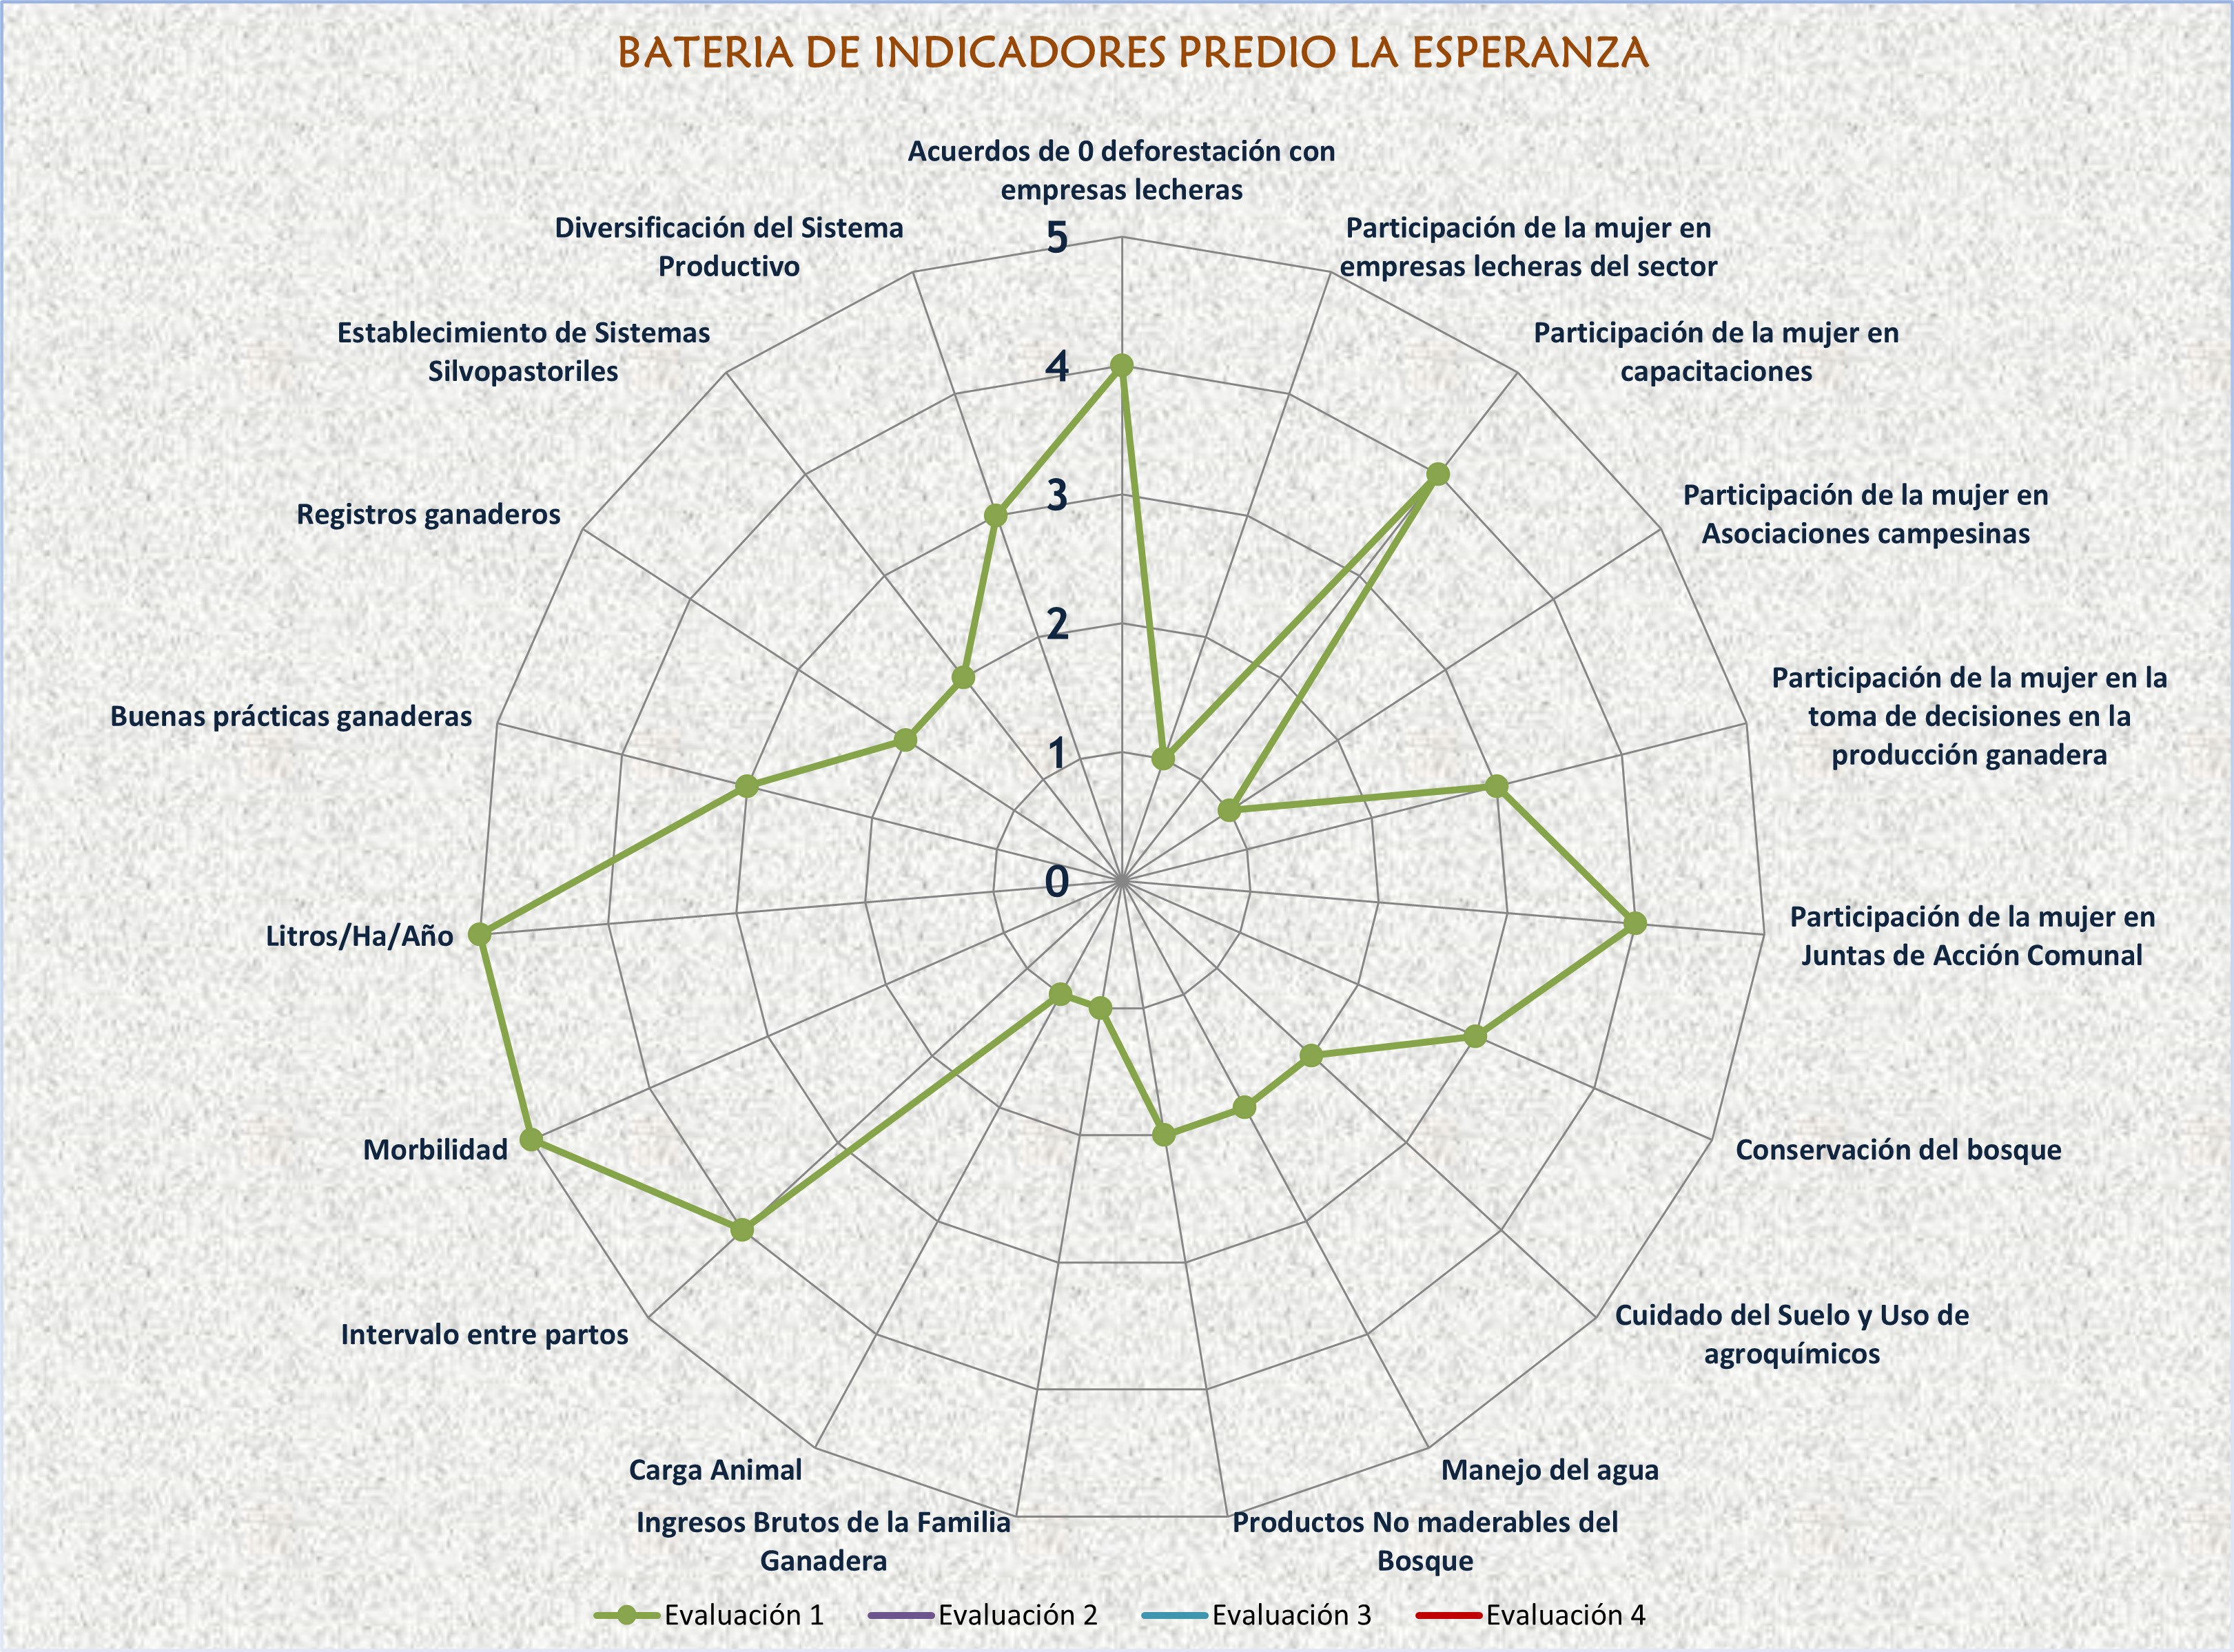 BATERIA DE INDICADORES PREDIO LA ESPERANZA
Acuerdos de 0 deforestación con
empresas lecheras
Participación de la mujer en
empresas lecheras del sector
Participación de la mujer en
capacitaciones
Participación de la mujer en
Asociaciones campesinas
Participación de la mujer en la
toma de decisiones en la
producción ganadera
Participación de la mujer en
Juntas de Acción Comunal
Conservación del bosque
Cuidado del Suelo y Uso de
agroquímicos
Manejo del agua
Productos No maderables del
Bosque
Ingresos Brutos de la Familia
Ganadera
Carga Animal
Intervalo entre partos
Morbilidad
Litros/Ha/Año
Buenas prácticas ganaderas
Registros ganaderos
Establecimiento de Sistemas
Silvopastoriles
Diversificación del Sistema
Productivo
5
4
3
2
1
0
Evaluación 1
Evaluación 2
Evaluación 3
Evaluación 4